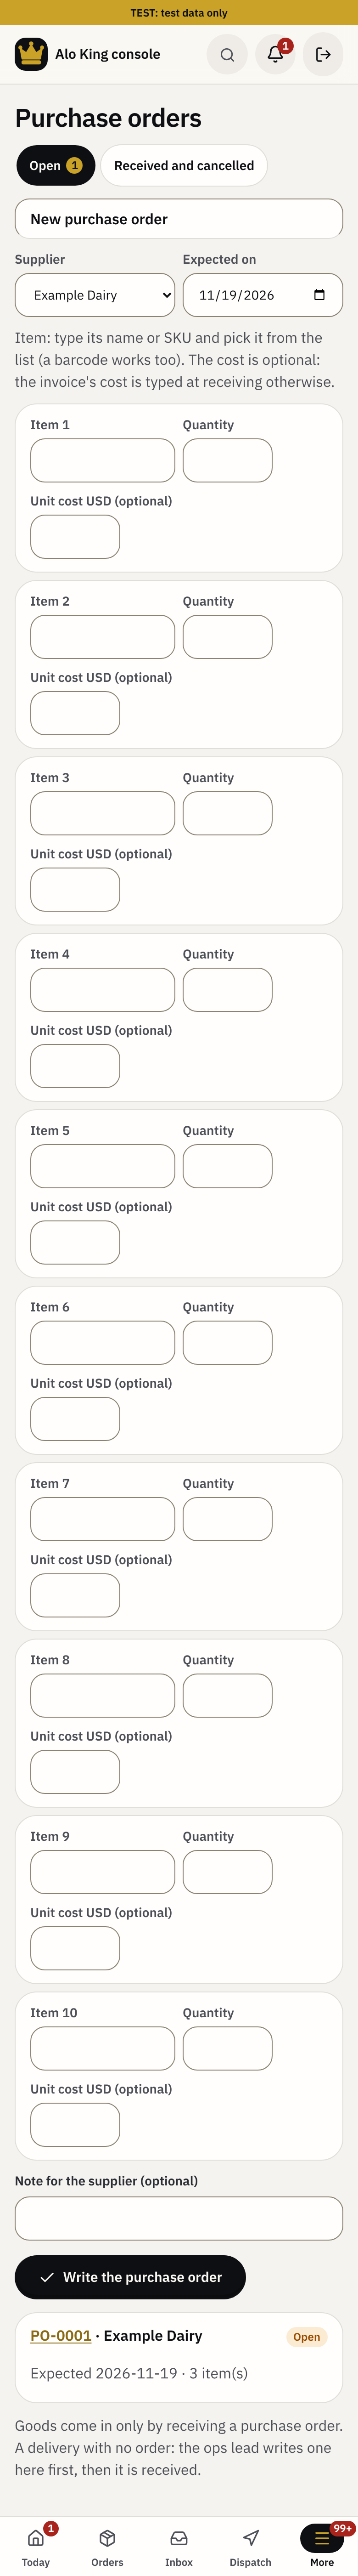 TEST: test data only
Alo King console
1
Purchase orders
Open 1
Received and cancelled
New purchase order
Supplier
Expected on
Example Dairy
11/19/2026
Item: type its name or SKU and pick it from the
list (a barcode works too). The cost is optional:
the invoice's cost is typed at receiving otherwise.
Item 1
Quantity
Unit cost USD (optional)
Item 2
Quantity
Unit cost USD (optional)
Item 3
Quantity
Unit cost USD (optional)
Item 4
Quantity
Unit cost USD (optional)
Item 5
Quantity
Unit cost USD (optional)
Item 6
Quantity
Unit cost USD (optional)
Item 7
Quantity
Unit cost USD (optional)
Item 8
Quantity
Unit cost USD (optional)
Item 9
Quantity
Unit cost USD (optional)
Item 10
Quantity
Unit cost USD (optional)
Note for the supplier (optional)
Write the purchase order
PO-0001 · Example Dairy
Open
Expected 2026-11-19 · 3 item(s)
Goods come in only by receiving a purchase order.
A delivery with no order: the ops lead writes one
here first, then it is received.
1
99+
Today
Orders
Inbox
Dispatch
More